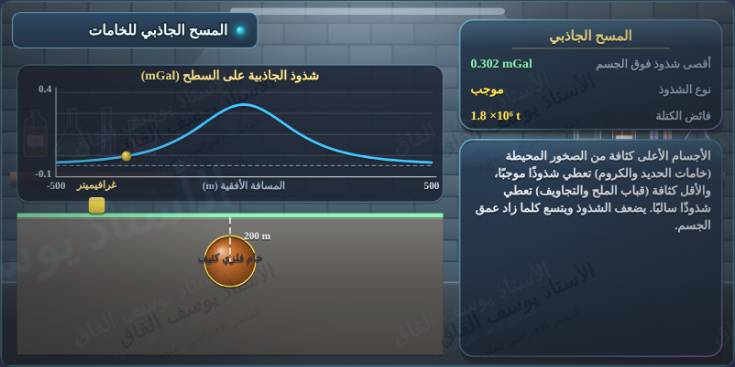 المسح الجاذبي للخامات
المسح الجاذبي
أقصى شذوذ فوق الجسم 0.302 mGal
نوع الشذوذ موجب
فائض الكتلة 1.8 ×10⁶ t
شذوذ الجاذبية على السطح (mGal)
0.4
-0.1
-500
500
المسافة الأفقية (m)
غرافيميتر
200 m
خام فلزي كثيف
الأجسام الأعلى كثافة من الصخور المحيطة
(خامات الحديد والكروم) تعطي شذوذًا موجبًا،
والأقل كثافة (قباب الملح والتجاويف) تعطي
شذوذًا سالبًا. يضعف الشذوذ ويتسع كلما زاد عمق
الجسم.
الأستاذ يوسف القاق